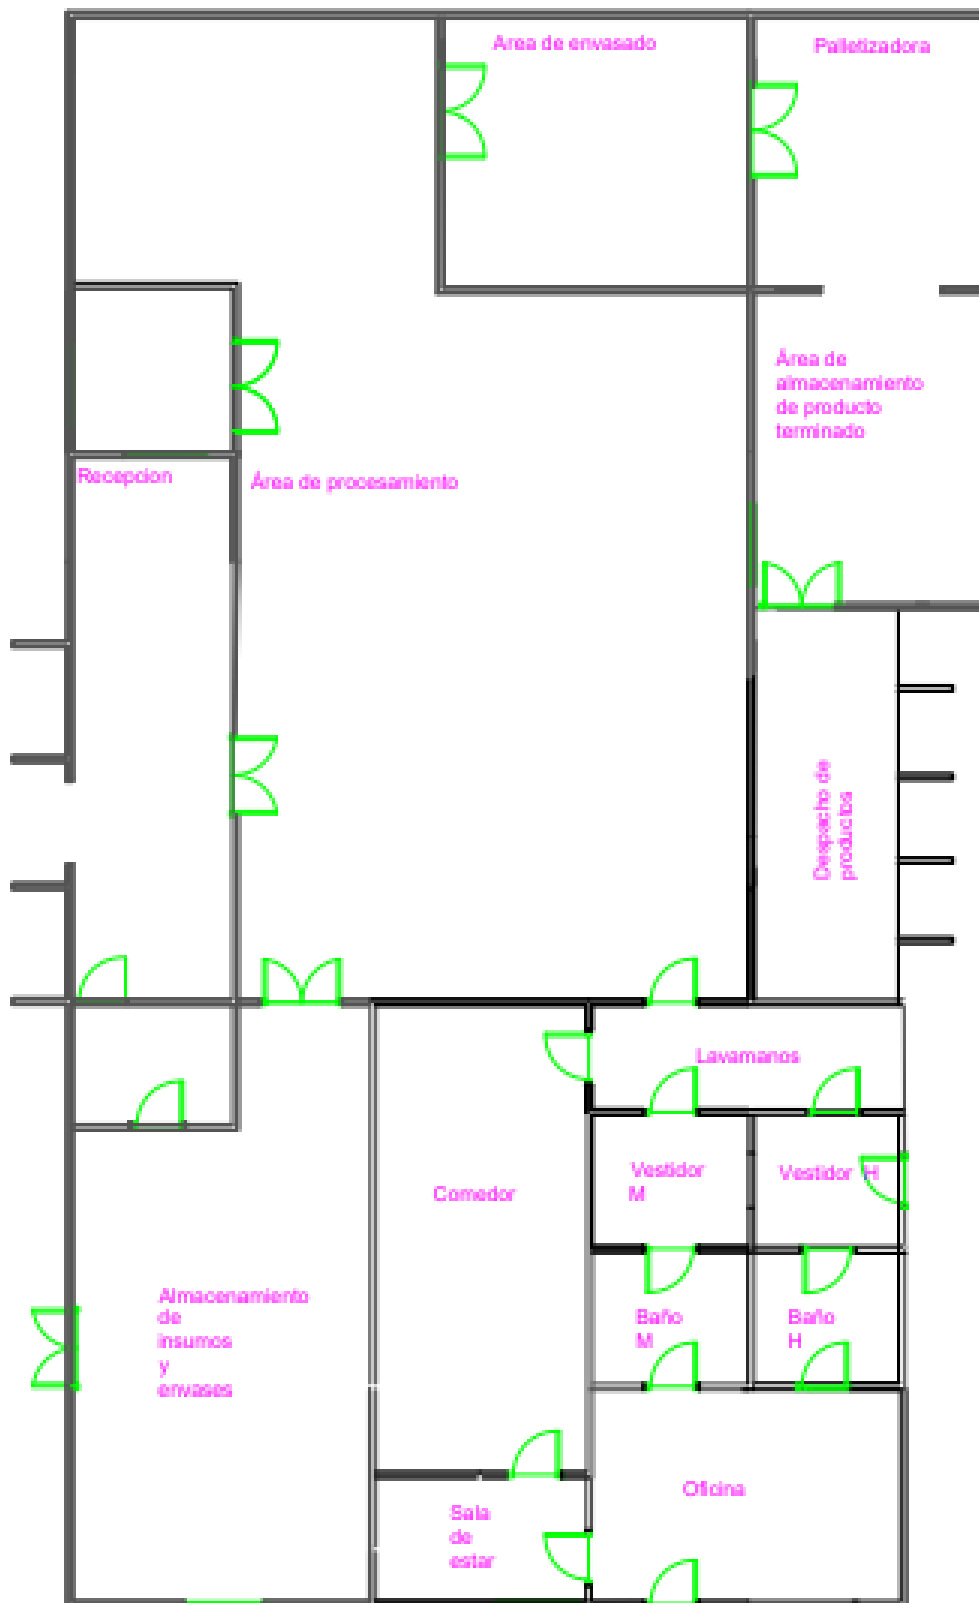 Area de envasado
Palletizadora
Área de
almacenamiento
de producto
terminado
Recepcion
Área de procesamiento
Despacho de
productos
Lavamanos
Vestidor
M
Vestidor H
Comedor
Almacenamiento
de
insumos
y
envases
Baño
M
Baño
H
Oficina
Sala
de
estar